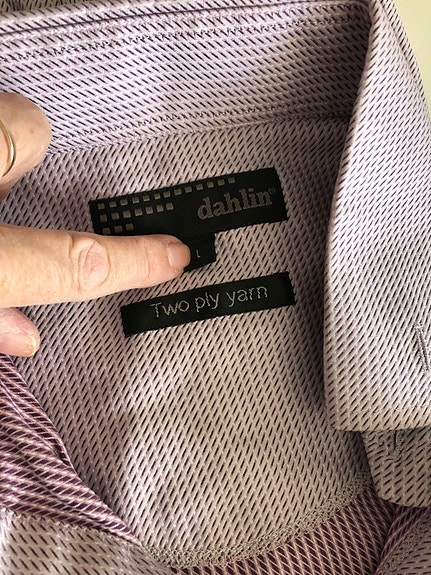 dahlin®
L
Two ply yarn